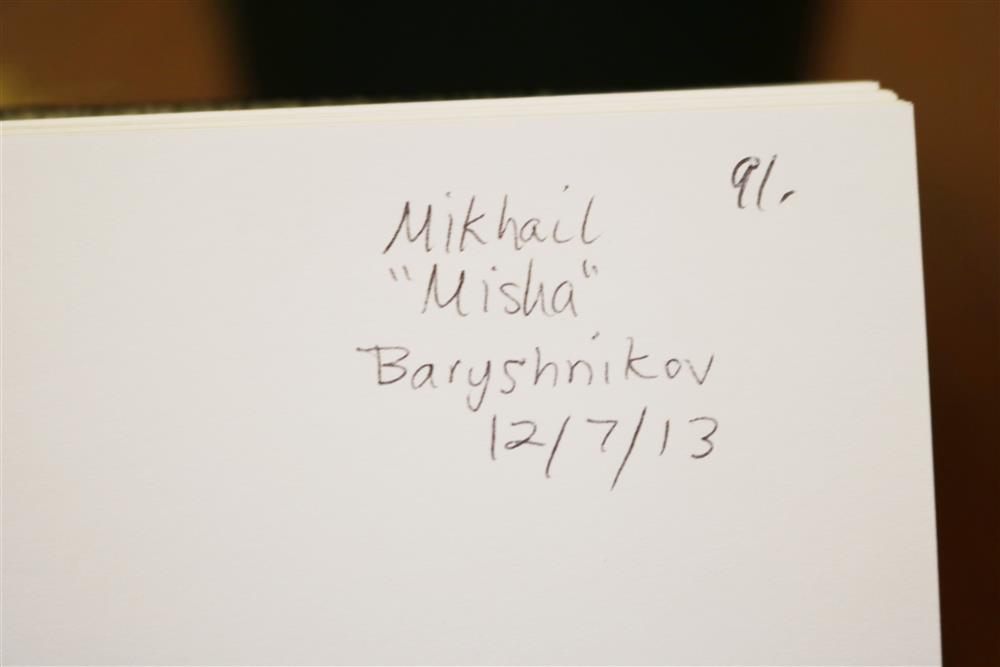 91.
Mikhail
"Misha"
Baryshnikov
12/7/13